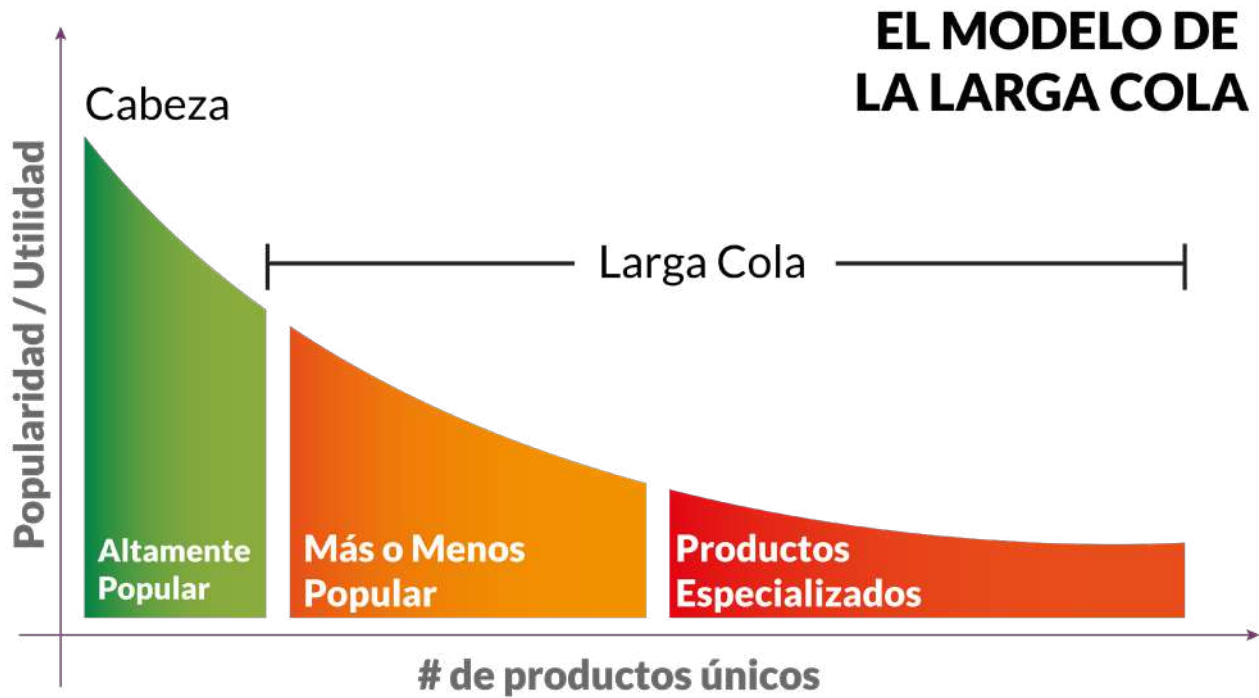 EL MODELO DE
LA LARGA COLA
Cabeza
Popularidad / Utilidad
Larga Cola
Altamente
Popular
Más o Menos
Popular
Productos
Especializados
# de productos únicos